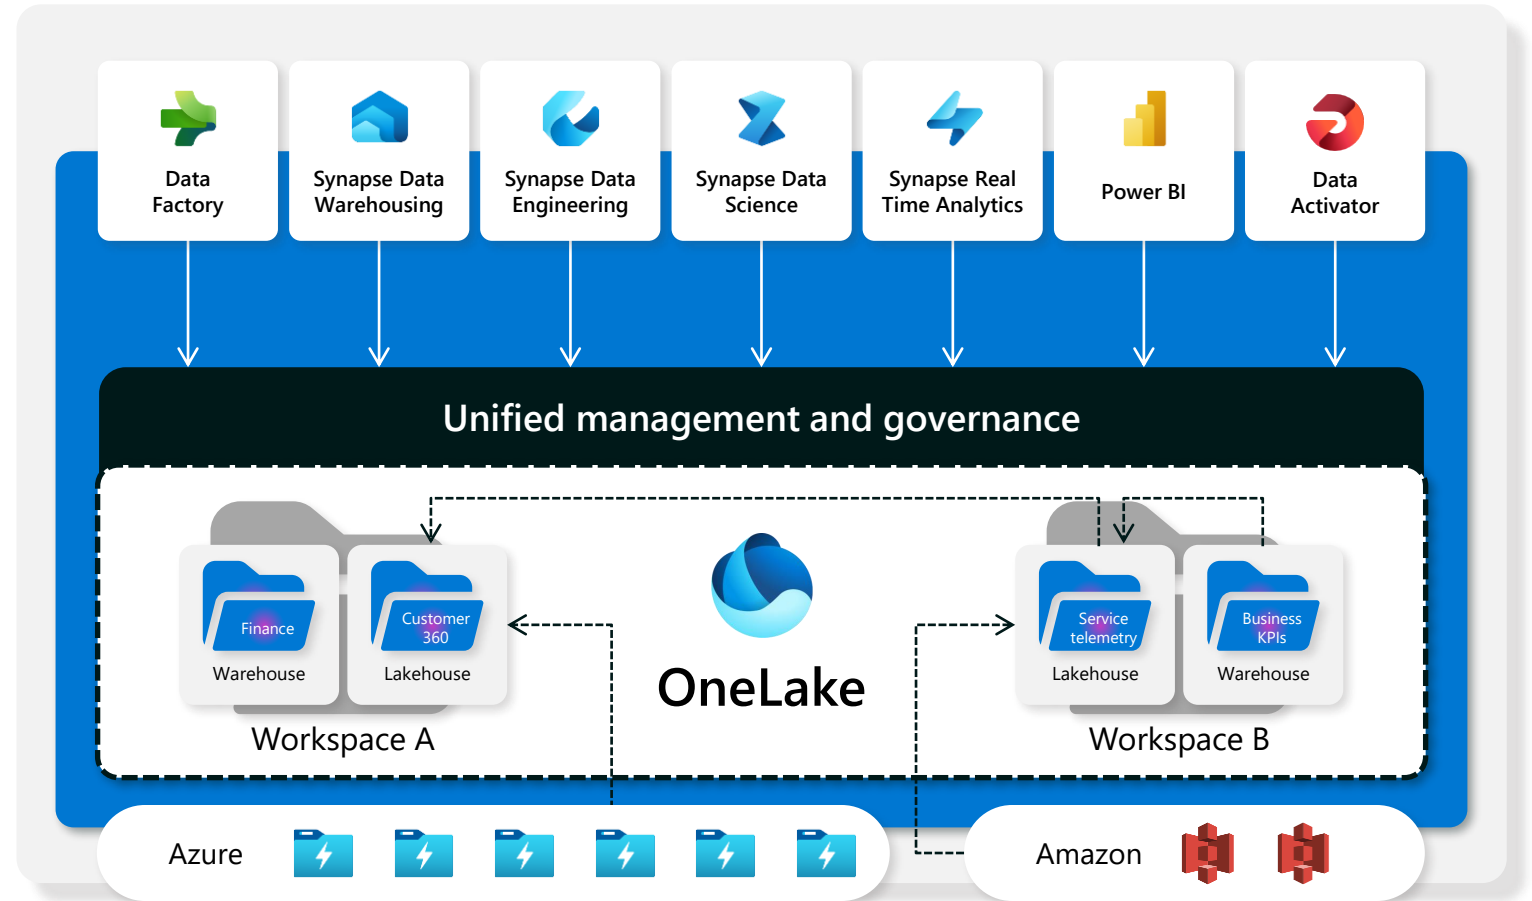 Data
Factory
Synapse Data
Warehousing
Synapse Data
Engineering
Synapse Data
Science
Synapse Real
Time Analytics
Power BI
Data
Activator
Unified management and governance
Finance
Warehouse
Customer
360
Lakehouse
Workspace A
OneLake
Service
telemetry
Lakehouse
Business
KPIs
Warehouse
Workspace B
Azure
Amazon